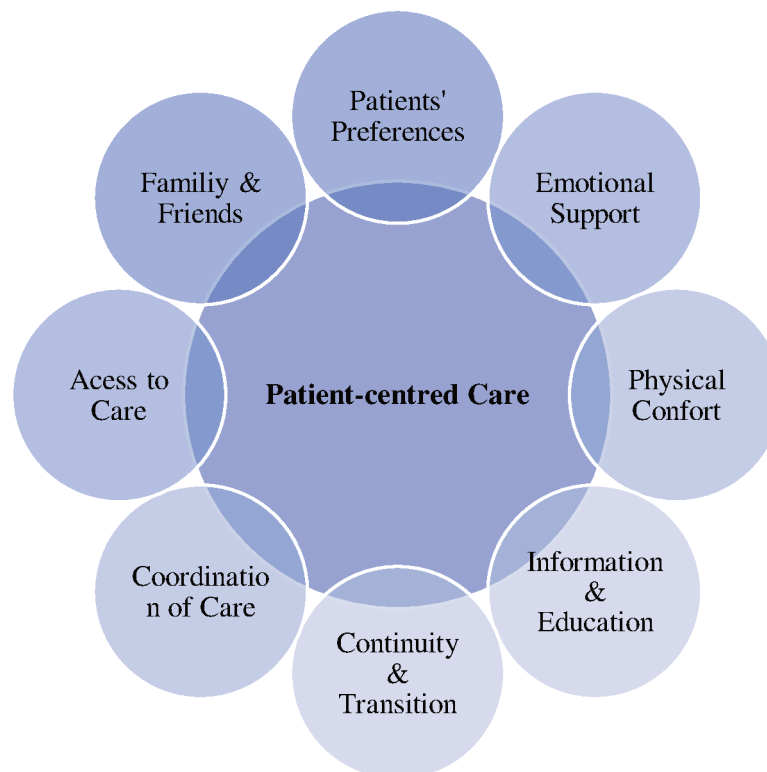 Patients'
Preferences
Emotional
Support
Physical
Confort
Information
&
Education
Continuity
&
Transition
Coordinatio
n of Care
Acess to
Care
Familiy &
Friends
Patient-centred Care